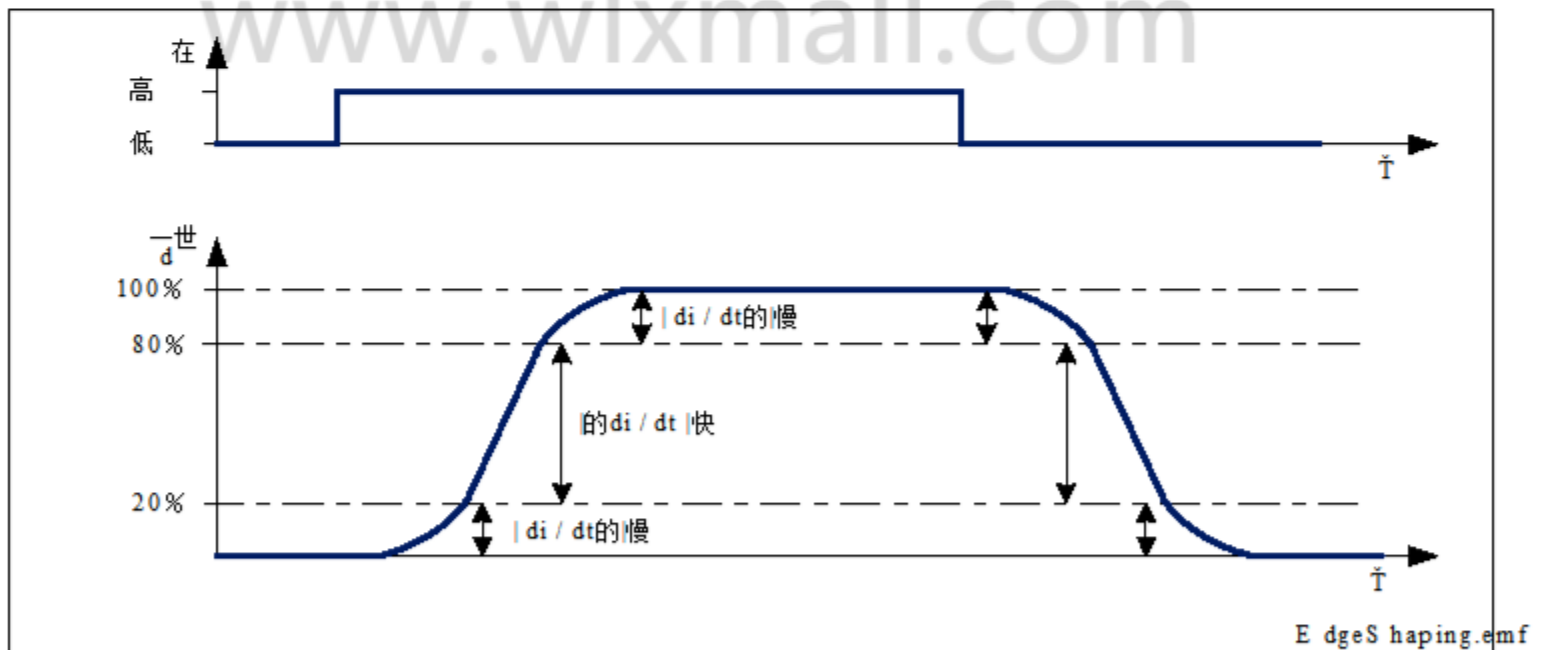 www.wlxmall.com
在
高
低
Ť
一世
d
100%
| di / dt的|慢
80%
|的di / dt |快
20%
| di / dt的|慢
Ť
E dgeS haping.emf